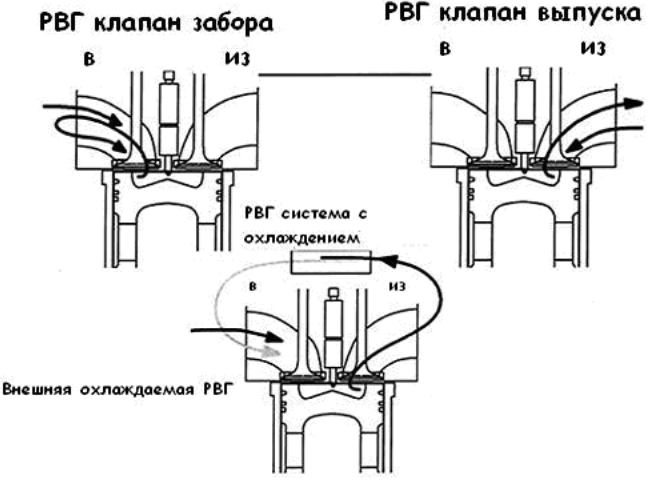 РВГ клапан забора
РВГ клапан выпуска
в
из
в
из
РВГ система с
охлаждением
в
из
Внешняя охлаждаемая РВГ